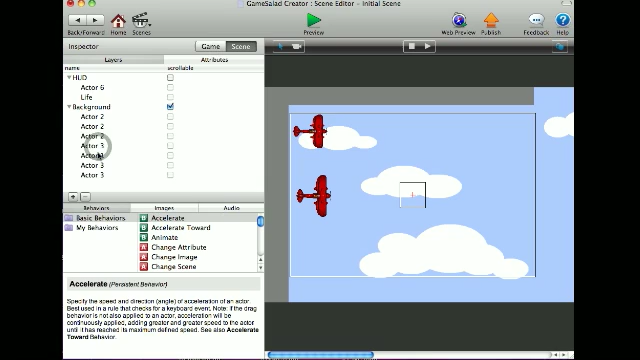 GameSalad Creator : Scene Editor - Initial Scene
Back/Forward Home Scenes Preview Web Preview Publish Feedback Help
Inspector Game Scene
Layers Attributes
name scrollable
HUD
Actor 6
Life
Background
Actor 2
Actor 2
Actor 2
Actor 3
Actor
Actor 3
Actor 3
Behaviors Images Audio
Basic Behaviors
My Behaviors
Accelerate
Accelerate Toward
Animate
Change Attribute
Change Image
Change Scene
Accelerate (Persistent Behavior)
Specify the speed and direction (angle) of acceleration of an actor.
Best used in a rule that checks for a keyboard event. Note: if the drag
behavior is not also applied to an actor, acceleration will be
continuously applied, adding greater and greater speed to the
actor until it has reached its maximum defined speed. See also
Accelerate Toward Behavior.